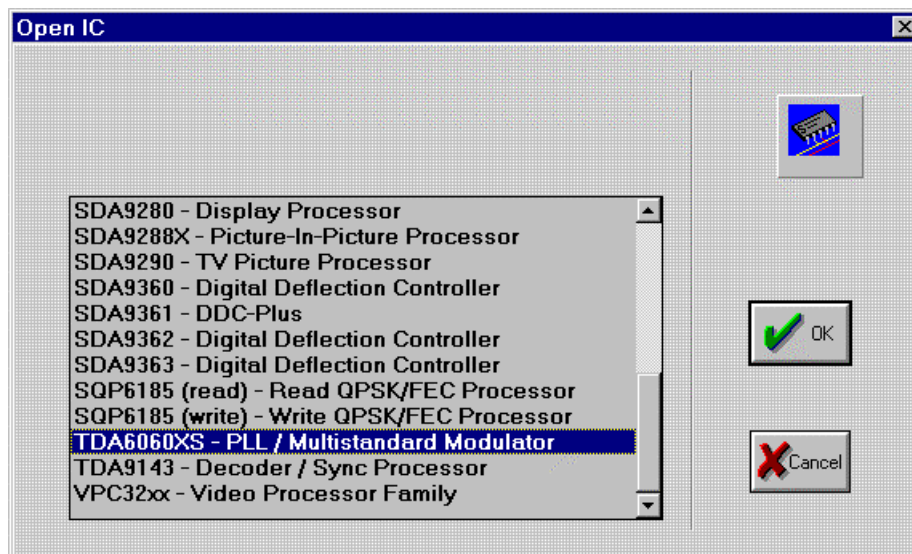 Open IC
SDA9280 - Display Processor
SDA9288X - Picture-In-Picture Processor
SDA9290 - TV Picture Processor
SDA9360 - Digital Deflection Controller
SDA9361 - DDC-Plus
SDA9362 - Digital Deflection Controller
SDA9363 - Digital Deflection Controller
SQP6185 (read) - Read QPSK/FEC Processor
SQP6185 (write) - Write QPSK/FEC Processor
TDA6060XS - PLL / Multistandard Modulator
TDA9143 - Decoder / Sync Processor
VPC32xx - Video Processor Family
OK
Cancel